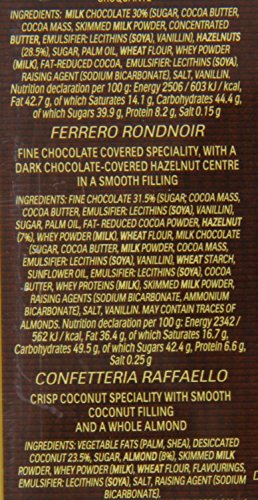 CROQUANTE
INGREDIENTS: MILK CHOCOLATE 30% (SUGAR, COCOA BUTTER,
COCOA MASS, SKIMMED MILK POWDER, CONCENTRATED
BUTTER, EMULSIFIER: LECITHINS (SOYA), VANILLIN), HAZELNUTS
(28.5%), SUGAR, PALM OIL, WHEAT FLOUR, WHEY POWDER
(MILK), FAT-REDUCED COCOA, EMULSIFIER: LECITHINS (SOYA),
RAISING AGENT (SODIUM BICARBONATE), SALT, VANILLIN.
Nutrition declaration per 100 g: Energy 2506 / 603 kJ / kcal,
Fat 42.7 g, of which Saturates 14.1 g, Carbohydrates 44.4 g,
of which Sugars 39.9 g, Protein 8.2 g, Salt 0.15 g
FERRERO RONDNOIR
FINE CHOCOLATE COVERED SPECIALITY, WITH A
DARK CHOCOLATE-COVERED HAZELNUT CENTRE
IN A SMOOTH FILLING
INGREDIENTS: FINE CHOCOLATE 31.5% (SUGAR, COCOA MASS,
COCOA BUTTER, EMULSIFIER: LECITHINS (SOYA), VANILLIN),
SUGAR, PALM OIL, FAT- REDUCED COCOA POWDER, HAZELNUT
(7%), WHEY POWDER (MILK), WHEAT FLOUR, MILK CHOCOLATE
(SUGAR, COCOA BUTTER, MILK POWDER, COCOA MASS,
EMULSIFIER: LECITHINS (SOYA), VANILLIN), WHEAT STARCH,
SUNFLOWER OIL, EMULSIFIER: LECITHINS (SOYA), COCOA
BUTTER, WHEY PROTEINS (MILK), SKIMMED MILK POWDER,
RAISING AGENTS (SODIUM BICARBONATE, AMMONIUM
BICARBONATE), SALT, VANILLIN. MAY CONTAIN TRACES OF
ALMONDS. Nutrition declaration per 100 g: Energy 2342 /
562 kJ / kcal, Fat 36.4 g, of which Saturates 16.7 g,
Carbohydrates 49.5 g, of which Sugars 42.4 g, Protein 6.6 g,
Salt 0.25 g
CONFETTERIA RAFFAELLO
CRISP COCONUT SPECIALITY WITH SMOOTH
COCONUT FILLING
AND A WHOLE ALMOND
INGREDIENTS: VEGETABLE FATS (PALM, SHEA), DESICCATED
COCONUT 23.5%, SUGAR, ALMOND (8%), SKIMMED MILK
POWDER, WHEY POWDER (MILK), WHEAT FLOUR, FLAVOURINGS,
EMULSIFIER: LECITHINS (SOYA), SALT, RAISING AGENT (SODIUM
BICARBONATE).